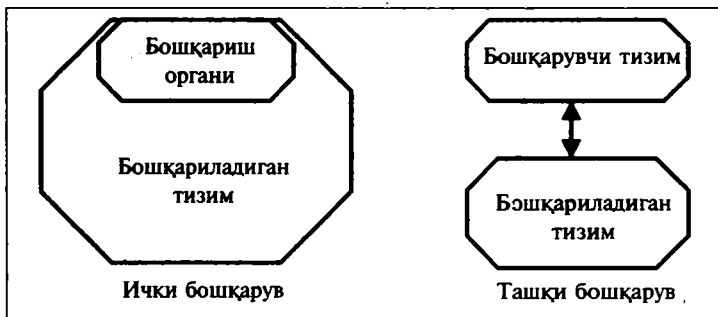 Бошқариш
органи
Бошқариладиган
тизим
Ички бошқарув
Бошқарувчи тизим
Бошқариладиган
тизим
Ташқи бошқарув